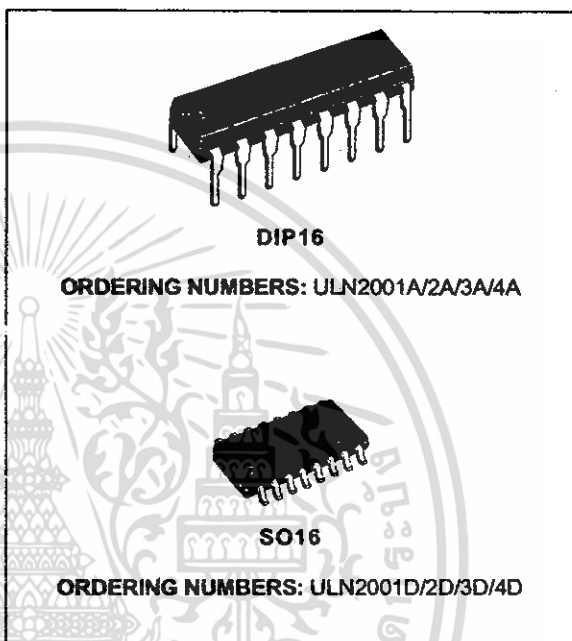 DIP16
ORDERING NUMBERS: ULN2001A/2A/3A/4A
SO16
ORDERING NUMBERS: ULN2001D/2D/3D/4D